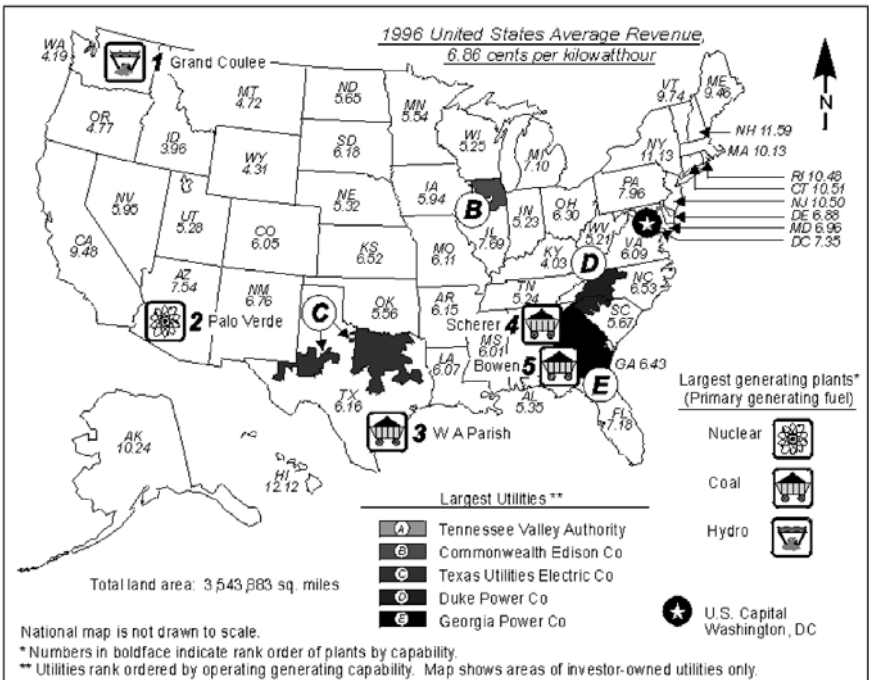 1996 United States Average Revenue,
6.86 cents per kilowatthour
WA
4.19
1 Grand Coulee
MT
4.72
ND
5.65
MN
5.54
VT
9.74
ME
9.46
N
OR
4.77
ID
3.96
SD
6.18
WI
5.25
MI
7.10
NY
11.13
NH 11.59
MA 10.13
WY
4.31
RI 10.48
CT 10.51
NJ 10.50
DE 6.88
MD 6.96
DC 7.35
NV
5.95
UT
5.28
NE
5.32
IA
5.94
B
IL
7.69
IN
5.23
OH
6.30
PA
7.96
CA
9.48
CO
6.05
KS
6.52
MO
6.11
KY
4.03
WV
5.21
VA
6.09
D
AZ
7.54
NM
6.76
C
OK
5.56
AR
6.15
TN
5.24
NC
6.53
2 Palo Verde
Scherer 4
SC
5.67
MS
6.01
Bowen 5
GA 6.43
E
LA
6.07
AL
5.35
TX
6.16
FL
7.18
3 W A Parish
AK
10.24
HI
12.12
Largest generating plants*
(Primary generating fuel)
Nuclear
Coal
Hydro
Largest Utilities **
A Tennessee Valley Authority
B Commonwealth Edison Co
C Texas Utilities Electric Co
D Duke Power Co
E Georgia Power Co
Total land area: 3,543,883 sq. miles
U.S. Capital
Washington, DC
National map is not drawn to scale.
* Numbers in boldface indicate rank order of plants by capability.
** Utilities rank ordered by operating generating capability. Map shows areas of investor-owned utilities only.